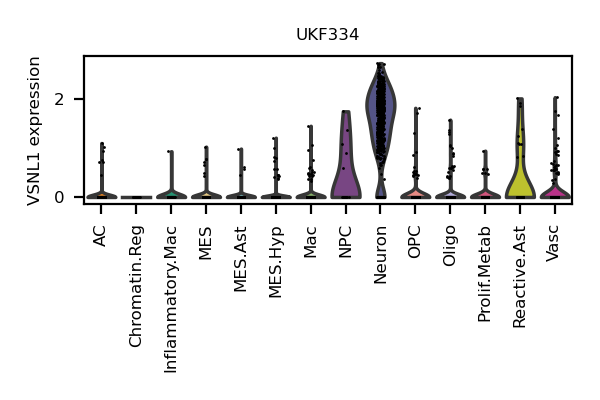 UKF334
VSNL1 expression
2
0
AC
Chromatin.Reg
Inflammatory.Mac
MES
MES.Ast
MES.Hyp
Mac
NPC
Neuron
OPC
Oligo
Prolif.Metab
Reactive.Ast
Vasc